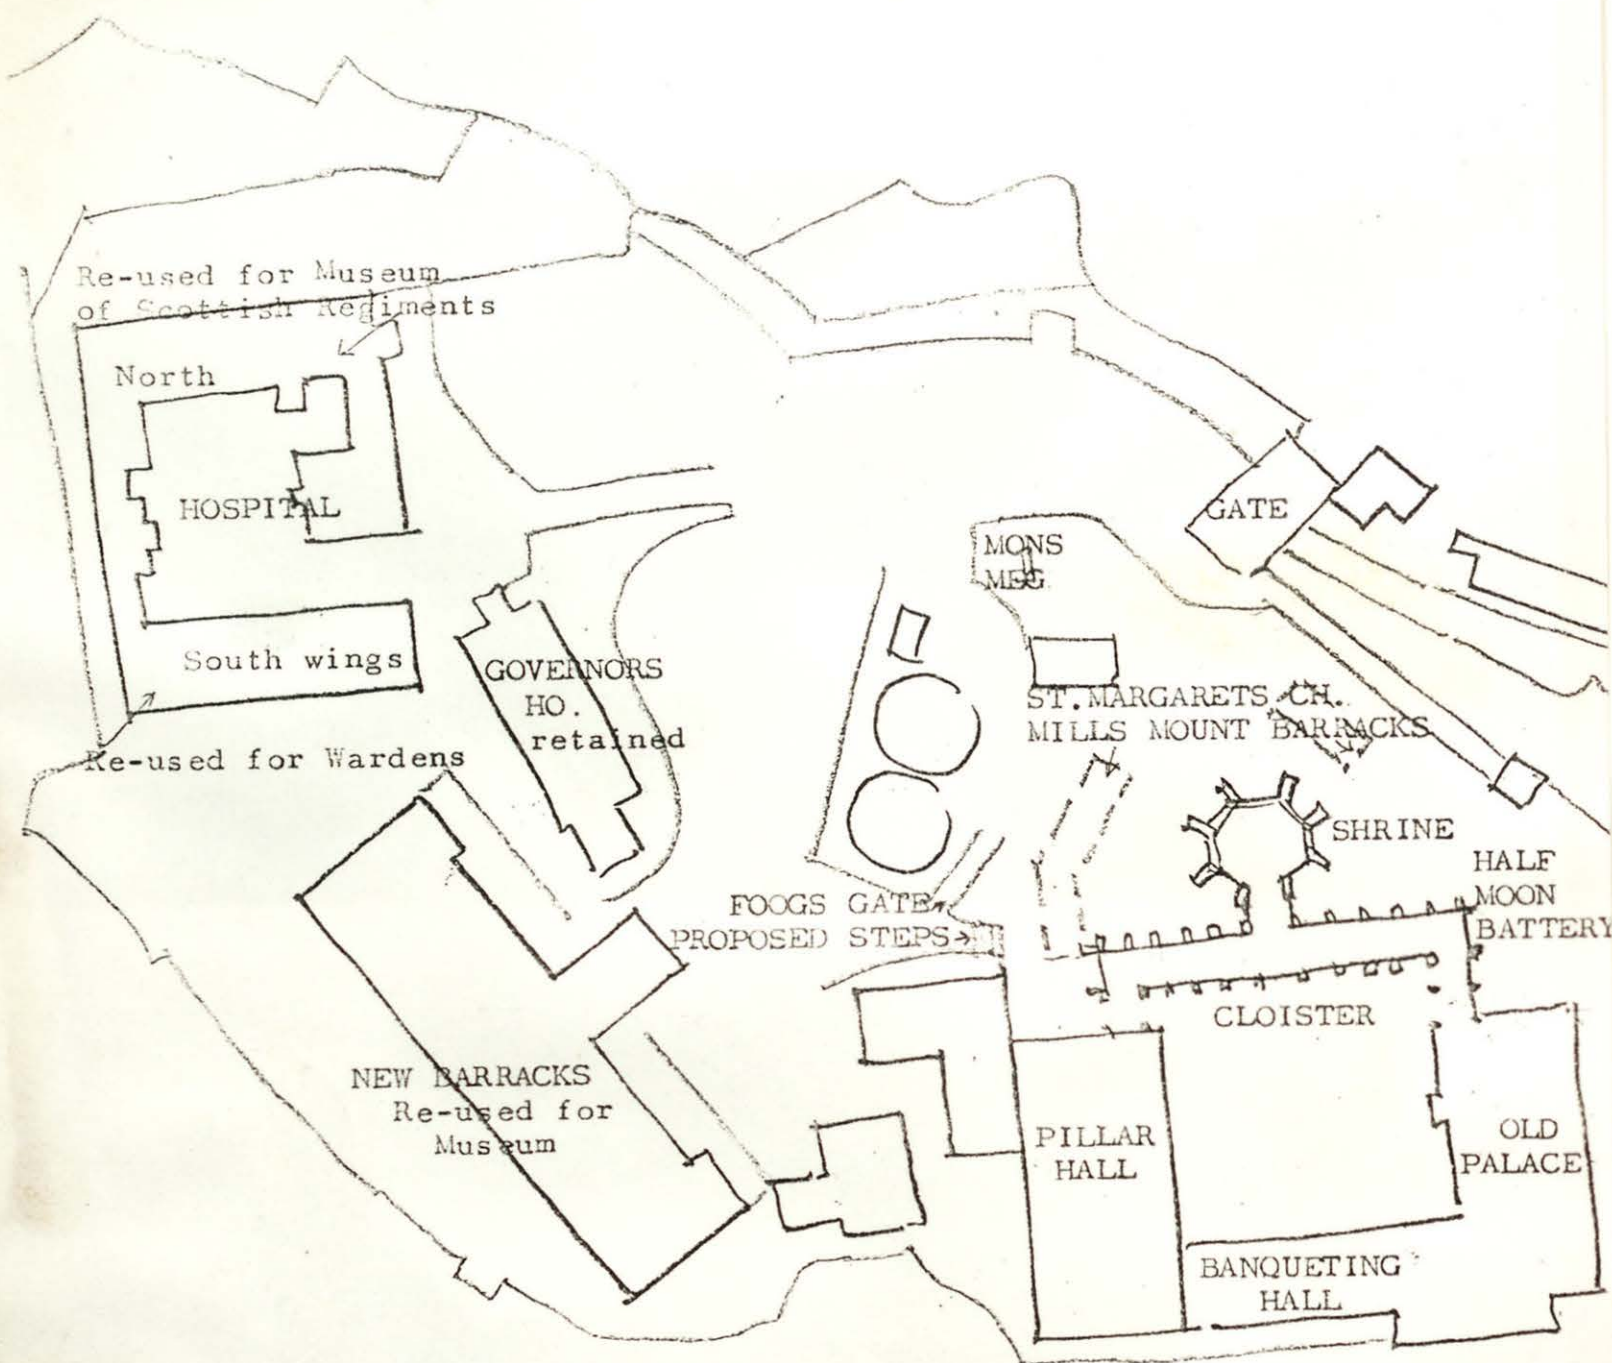 Re-used for Museum
of Scottish Regiments
North
HOSPITAL
South wings
Re-used for Wardens
GOVERNORS
HO.
retained
GATE
MONS
MEG
ST. MARGARETS CH.
MILLS MOUNT BARRACKS
SHRINE
HALF
MOON
BATTERY
FOOGS GATE
PROPOSED STEPS
CLOISTER
NEW BARRACKS
Re-used for
Museum
PILLAR
HALL
OLD
PALACE
BANQUETING
HALL